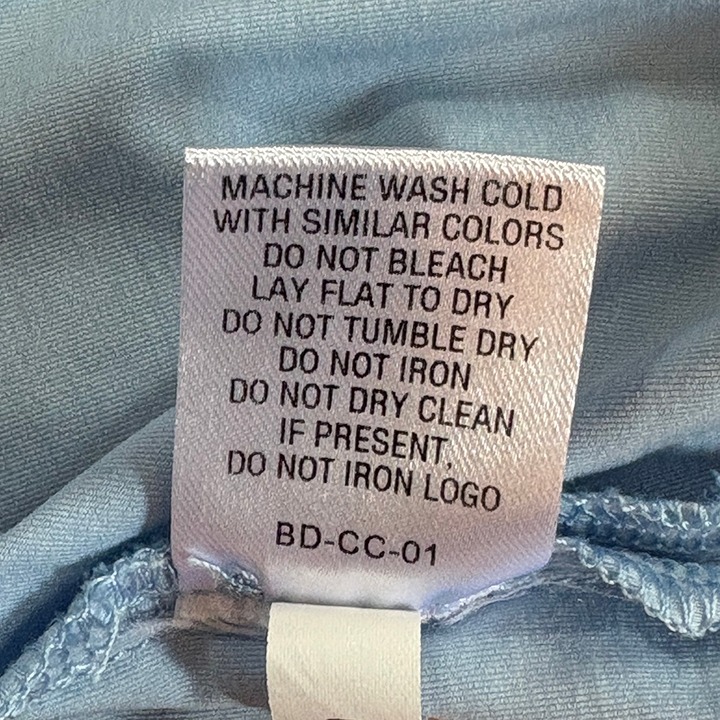 MACHINE WASH COLD
WITH SIMILAR COLORS
DO NOT BLEACH
LAY FLAT TO DRY
DO NOT TUMBLE DRY
DO NOT IRON
DO NOT DRY CLEAN
IF PRESENT,
DO NOT IRON LOGO
BD-CC-01